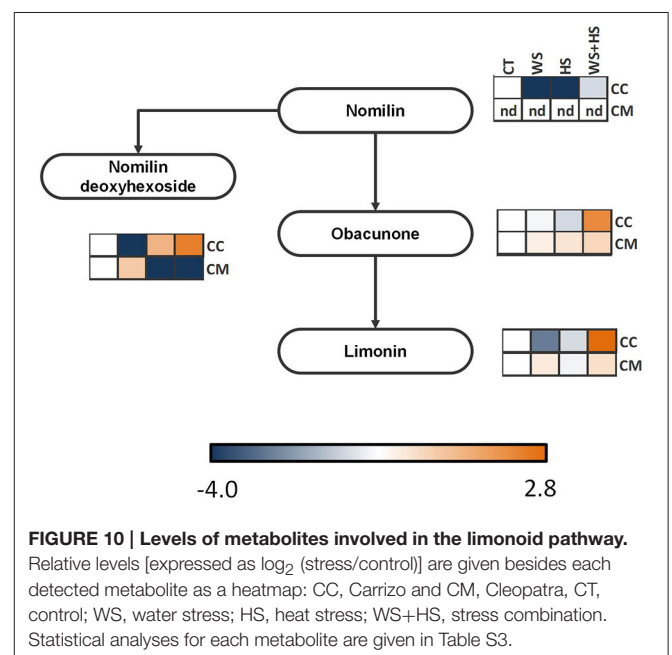 CT WS HS WS+HS
CC
nd nd nd nd CM
Nomilin
Nomilin
deoxyhexoside
CC
CM
Obacunone
CC
CM
Limonin
CC
CM
-4.0 2.8
FIGURE 10 | Levels of metabolites involved in the limonoid pathway.
Relative levels [expressed as log2 (stress/control)] are given besides each
detected metabolite as a heatmap: CC, Carrizo and CM, Cleopatra, CT,
control; WS, water stress; HS, heat stress; WS+HS, stress combination.
Statistical analyses for each metabolite are given in Table S3.